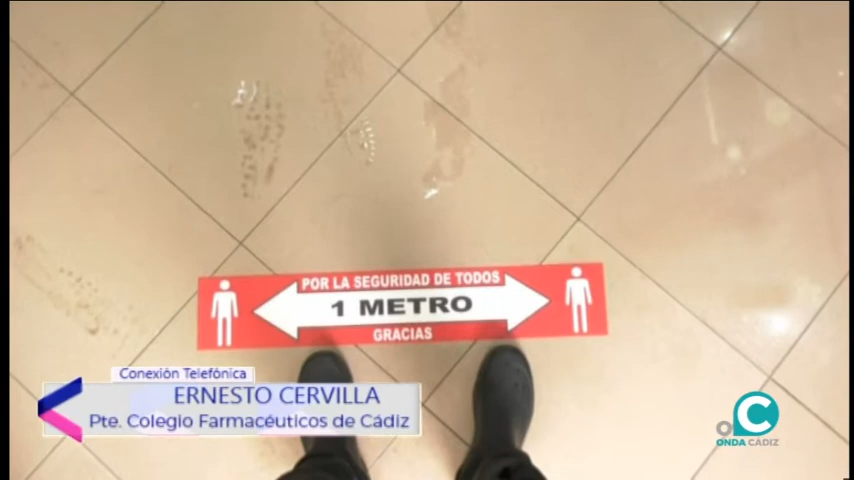 POR LA SEGURIDAD DE TODOS
1 METRO
GRACIAS
Conexión Telefónica
ERNESTO CERVILLA
Pte. Colegio Farmacéuticos de Cádiz
ONDA CÁDIZ